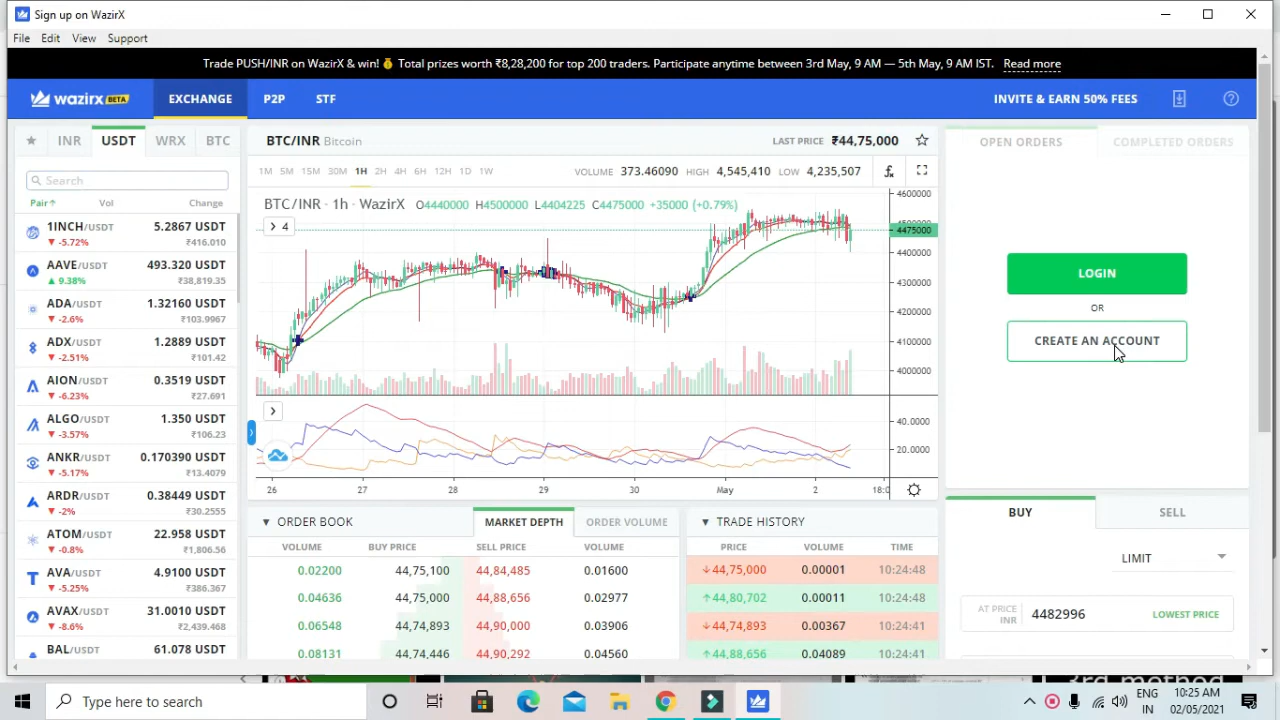 Sign up on WazirX
File Edit View Support
Trade PUSH/INR on WazirX & win! 💰 Total prizes worth ₹8,28,200 for top 200 traders. Participate anytime between 3rd May, 9 AM — 5th May, 9 AM IST. Read more
wazirx BETA EXCHANGE P2P STF INVITE & EARN 50% FEES
INR USDT WRX BTC
Search
Pair↑ Vol Change
1INCH/USDT 5.2867 USDT
▼ -5.72% ₹416.010
AAVE/USDT 493.320 USDT
▲ 9.38% ₹38,819.35
ADA/USDT 1.32160 USDT
▼ -2.6% ₹103.9967
ADX/USDT 1.2889 USDT
▼ -2.51% ₹101.42
AION/USDT 0.3519 USDT
▼ -6.23% ₹27.691
ALGO/USDT 1.350 USDT
▼ -3.57% ₹106.23
ANKR/USDT 0.170390 USDT
▼ -5.17% ₹13.4079
ARDR/USDT 0.38449 USDT
▼ -2% ₹30.2555
ATOM/USDT 22.958 USDT
▼ -0.8% ₹1,806.56
AVA/USDT 4.9100 USDT
▼ -5.25% ₹386.367
AVAX/USDT 31.0010 USDT
▼ -8.6% ₹2,439.468
BAL/USDT 61.078 USDT
BTC/INR Bitcoin LAST PRICE ₹44,75,000
1M 5M 15M 30M 1H 2H 4H 6H 12H 1D 1W VOLUME 373.46090 HIGH 4,545,410 LOW 4,235,507
BTC/INR · 1h · WazirX O4440000 H4500000 L4404225 C4475000 +35000 (+0.79%)
> 4
4600000
4500000
4475000
4400000
4300000
4200000
4100000
4000000
40.0000
20.0000
26 27 28 29 30 May 2 18:0
▼ ORDER BOOK MARKET DEPTH ORDER VOLUME
VOLUME BUY PRICE SELL PRICE VOLUME
0.02200 44,75,100 44,84,485 0.01600
0.04636 44,75,000 44,88,656 0.02977
0.06548 44,74,893 44,90,000 0.03906
0.08131 44,74,446 44,90,292 0.04560
▼ TRADE HISTORY
PRICE VOLUME TIME
↓44,75,000 0.00001 10:24:48
↑44,80,702 0.00011 10:24:48
↓44,74,893 0.00367 10:24:41
↑44,88,656 0.04089 10:24:41
OPEN ORDERS COMPLETED ORDERS
LOGIN
OR
CREATE AN ACCOUNT
BUY SELL
LIMIT
AT PRICE
INR 4482996 LOWEST PRICE
3rd method
Type here to search
ENG
IN
10:25 AM
02/05/2021